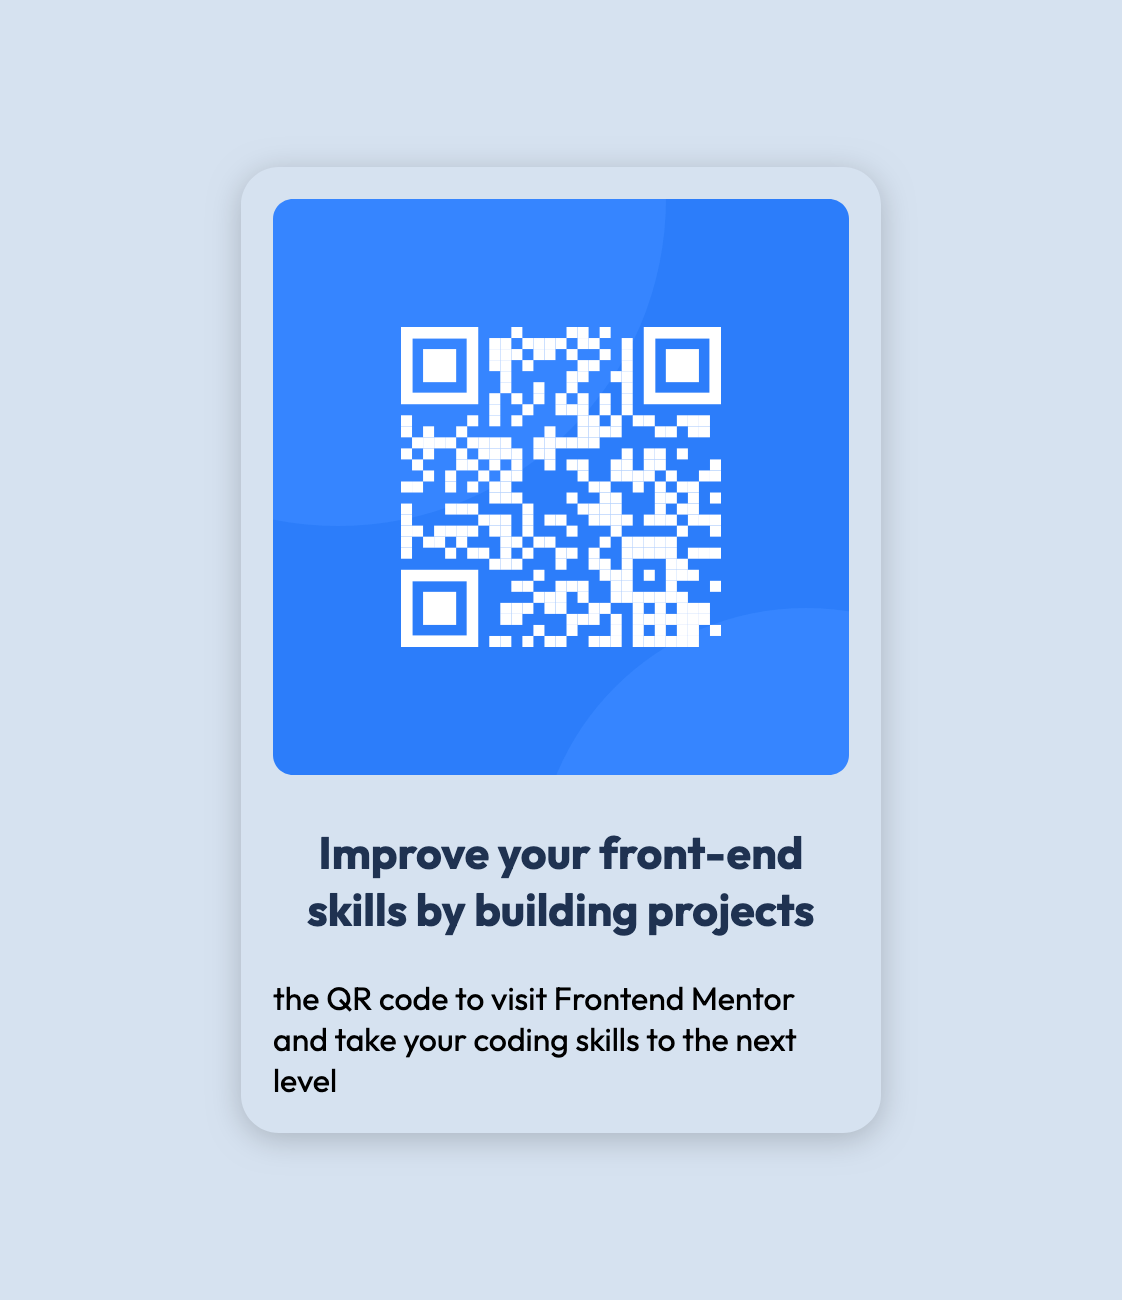 Improve your front-end
skills by building projects
the QR code to visit Frontend Mentor
and take your coding skills to the next
level